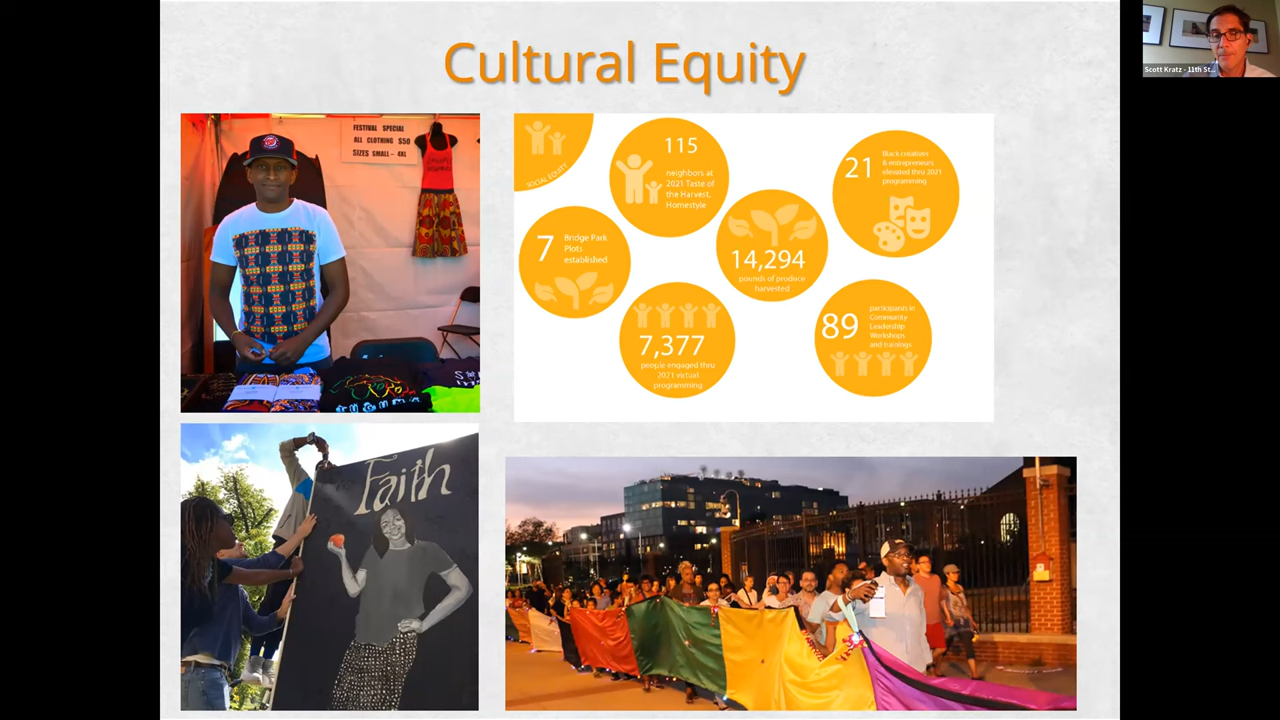 Cultural Equity
Scott Kratz - 11th St...
FESTIVAL SPECIAL
ALL CLOTHING $50
SIZES SMALL - 4XL
SOCIAL EQUITY
115
neighbors at
2021 Taste of
the Harvest,
Homestyle
21
Black creatives
& entrepreneurs
elevated thru 2021
programming
7
Bridge Park
Plots
established
14,294
pounds of produce
harvested
7,377
people engaged thru
2021 virtual
programming
89
participants in
Community
Leadership
Workshops
and trainings
Faith